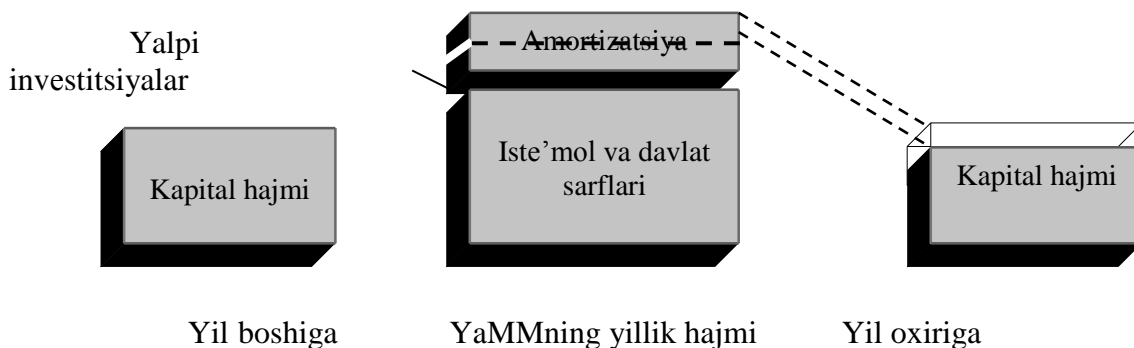 Yalpi
investitsiyalar
Amortizatsiya
Iste’mol va davlat
sarflari
Kapital hajmi
Kapital hajmi
Yil boshiga
YaMMning yillik hajmi
Yil oxiriga